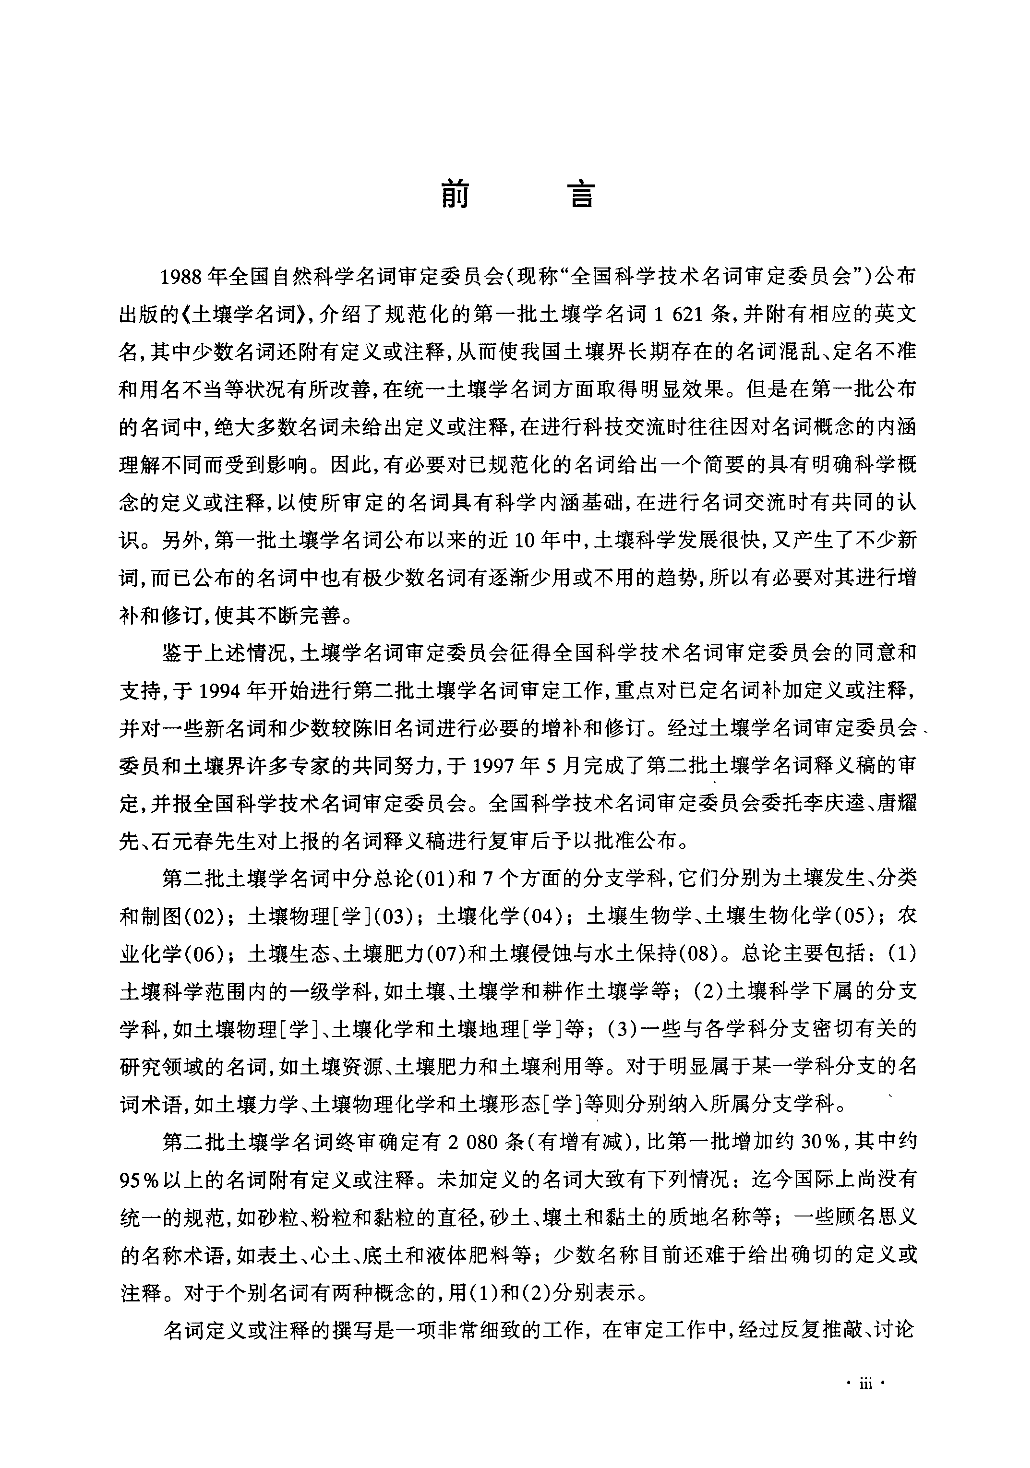 前言
1988年全国自然科学名词审定委员会(现称“全国科学技术名词审定委员会”)公布
出版的《土壤学名词》,介绍了规范化的第一批土壤学名词1 621条,并附有相应的英文
名,其中少数名词还附有定义或注释,从而使我国土壤界长期存在的名词混乱、定名不准
和用名不当等状况有所改善,在统一土壤学名词方面取得明显效果。但是在第一批公布
的名词中,绝大多数名词未给出定义或注释,在进行科技交流时往往因对名词概念的内涵
理解不同而受到影响。因此,有必要对已规范化的名词给出一个简要的具有明确科学概
念的定义或注释,以使所审定的名词具有科学内涵基础,在进行名词交流时有共同的认
识。另外,第一批土壤学名词公布以来的近10年中,土壤科学发展很快,又产生了不少新
词,而已公布的名词中也有极少数名词有逐渐少用或不用的趋势,所以有必要对其进行增
补和修订,使其不断完善。
鉴于上述情况,土壤学名词审定委员会征得全国科学技术名词审定委员会的同意和
支持,于1994年开始进行第二批土壤学名词审定工作,重点对已定名词补加定义或注释,
并对一些新名词和少数较陈旧名词进行必要的增补和修订。经过土壤学名词审定委员会
委员和土壤界许多专家的共同努力,于1997年5月完成了第二批土壤学名词释义稿的审
定,并报全国科学技术名词审定委员会。全国科学技术名词审定委员会委托李庆逵、唐耀
先、石元春先生对上报的名词释义稿进行复审后予以批准公布。
第二批土壤学名词中分总论(01)和7个方面的分支学科,它们分别为土壤发生、分类
和制图(02);土壤物理[学](03);土壤化学(04);土壤生物学、土壤生物化学(05);农
业化学(06);土壤生态、土壤肥力(07)和土壤侵蚀与水土保持(08)。总论主要包括:(1)
土壤科学范围内的一级学科,如土壤、土壤学和耕作土壤学等;(2)土壤科学下属的分支
学科,如土壤物理[学]、土壤化学和土壤地理[学]等;(3)一些与各学科分支密切有关的
研究领域的名词,如土壤资源、土壤肥力和土壤利用等。对于明显属于某一学科分支的名
词术语,如土壤力学、土壤物理化学和土壤形态[学]等则分别纳入所属分支学科。
第二批土壤学名词终审确定有2 080条(有增有减),比第一批增加约30%,其中约
95%以上的名词附有定义或注释。未加定义的名词大致有下列情况:迄今国际上尚没有
统一的规范,如砂粒、粉粒和黏粒的直径,砂土、壤土和黏土的质地名称等;一些顾名思义
的名称术语,如表土、心土、底土和液体肥料等;少数名称目前还难于给出确切的定义或
注释。对于个别名词有两种概念的,用(1)和(2)分别表示。
名词定义或注释的撰写是一项非常细致的工作,在审定工作中,经过反复推敲、讨论
· iii ·